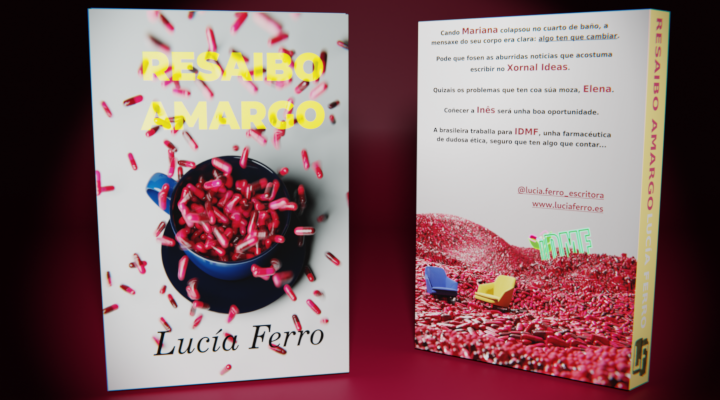 RESAIBO
AMARGO
Lucía Ferro
Cando Mariana colapsou no cuarto de baño, a
mensaxe do seu corpo era clara: algo ten que cambiar.
Pode que fosen as aburridas noticias que acostuma
escribir no Xornal Ideas.
Quizais os problemas que ten coa súa moza, Elena.
Coñecer a Inês será unha boa oportunidade.
A brasileira traballa para IDMF, unha farmacéutica
de dudosa ética, seguro que ten algo que contar...
@lucia.ferro_escritora
www.luciaferro.es
RESAIBO AMARGO LUCÍA FERRO